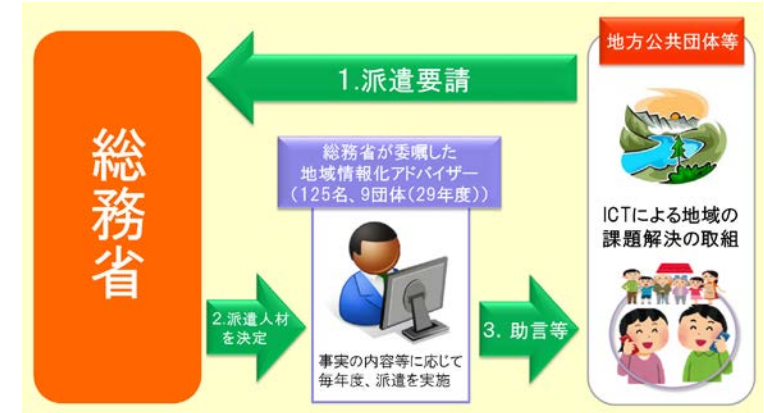 総務省
1.派遣要請
地方公共団体等
総務省が委嘱した
地域情報化アドバイザー
(125名、9団体(29年度))
ICTによる地域の
課題解決の取組
2.派遣人材
を決定
3. 助言等
事実の内容等に応じて
毎年度、派遣を実施